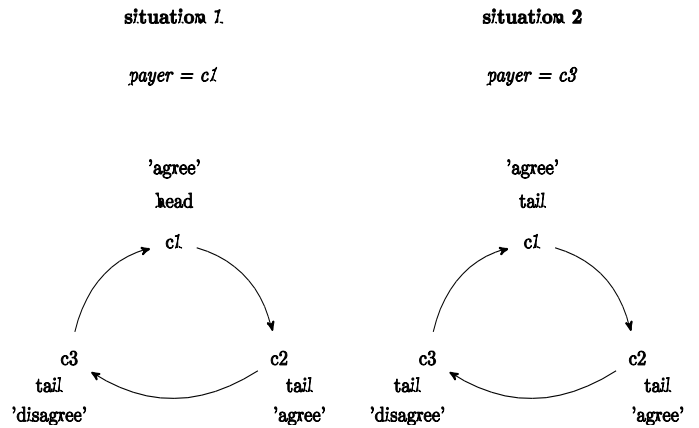 situation 1
payer = c1
'agree'
head
c1
c3
tail
'disagree'
c2
tail
'agree'
situation 2
payer = c3
'agree'
tail
c1
c3
tail
'disagree'
c2
tail
'agree'